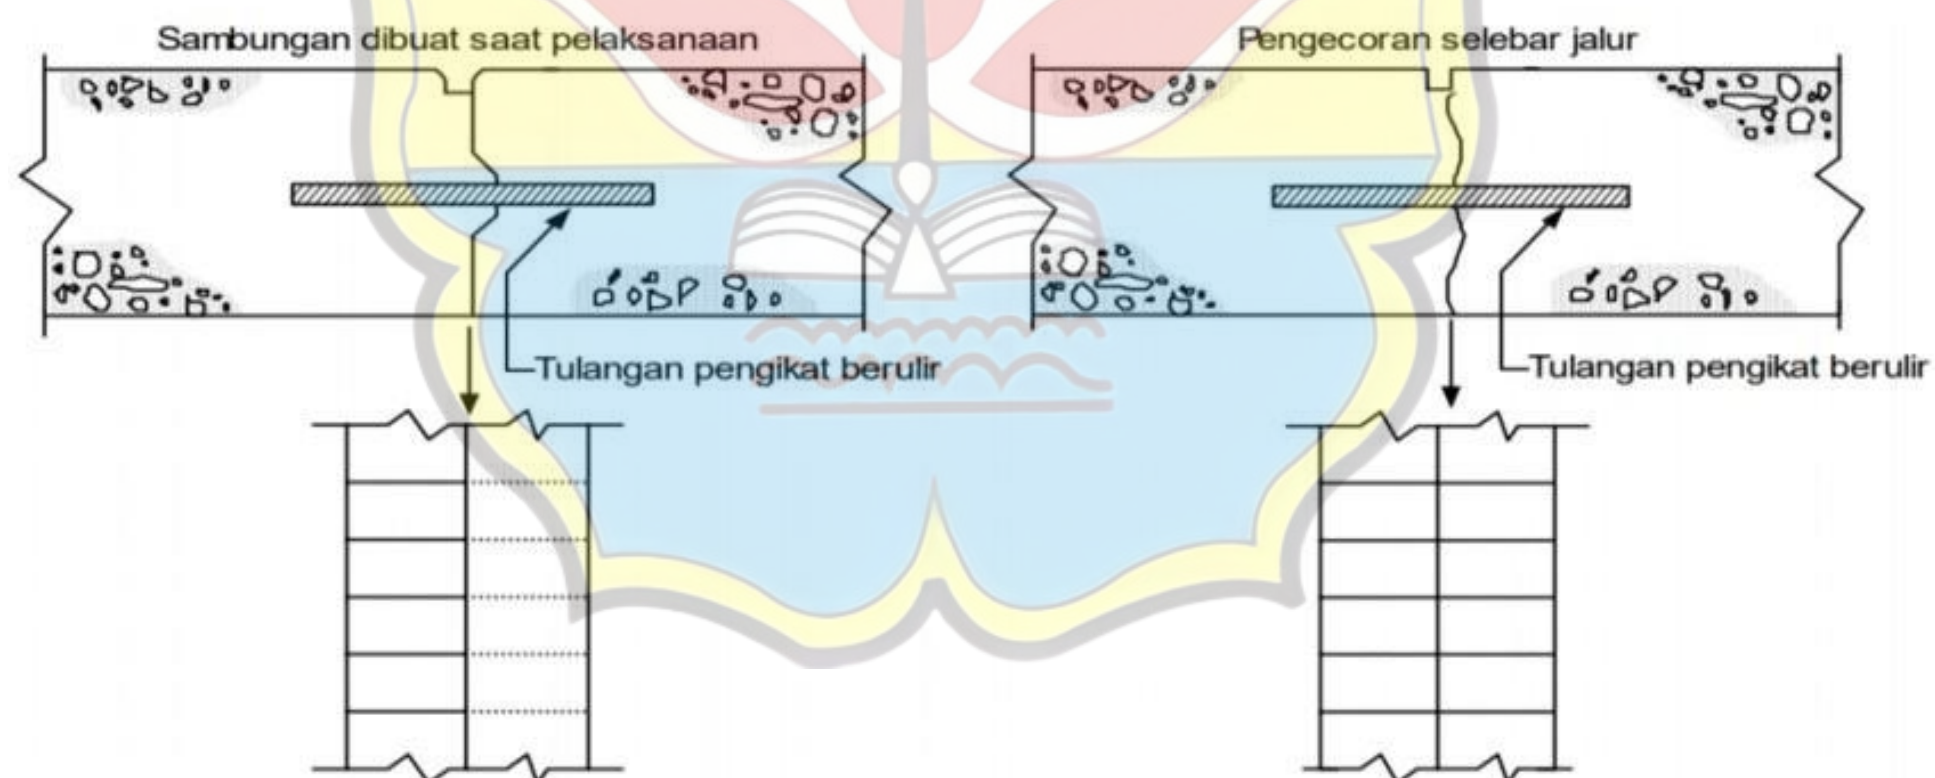 Sambungan dibuat saat pelaksanaan
Pengecoran selebar jalur
Tulangan pengikat berulir
Tulangan pengikat berulir